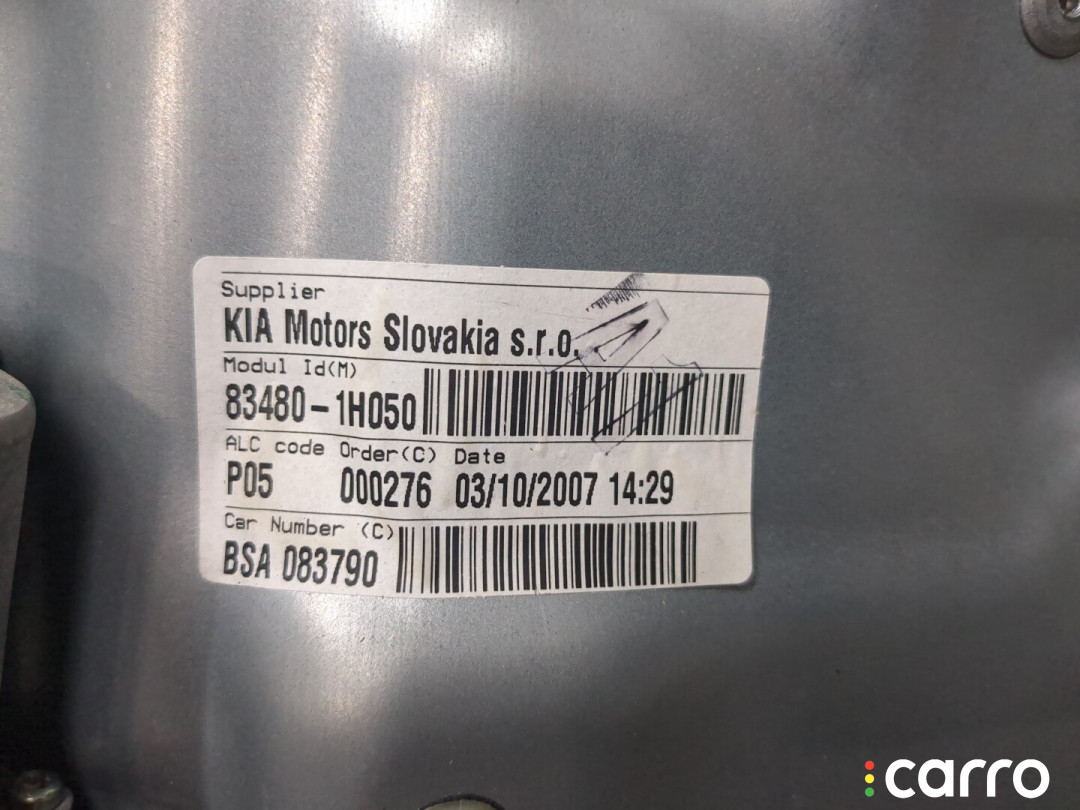 Supplier
KIA Motors Slovakia s.r.o.
Modul Id(M)
83480-1H050
ALC code Order(C) Date
P05 000276 03/10/2007 14:29
Car Number (C)
BSA 083790
carro